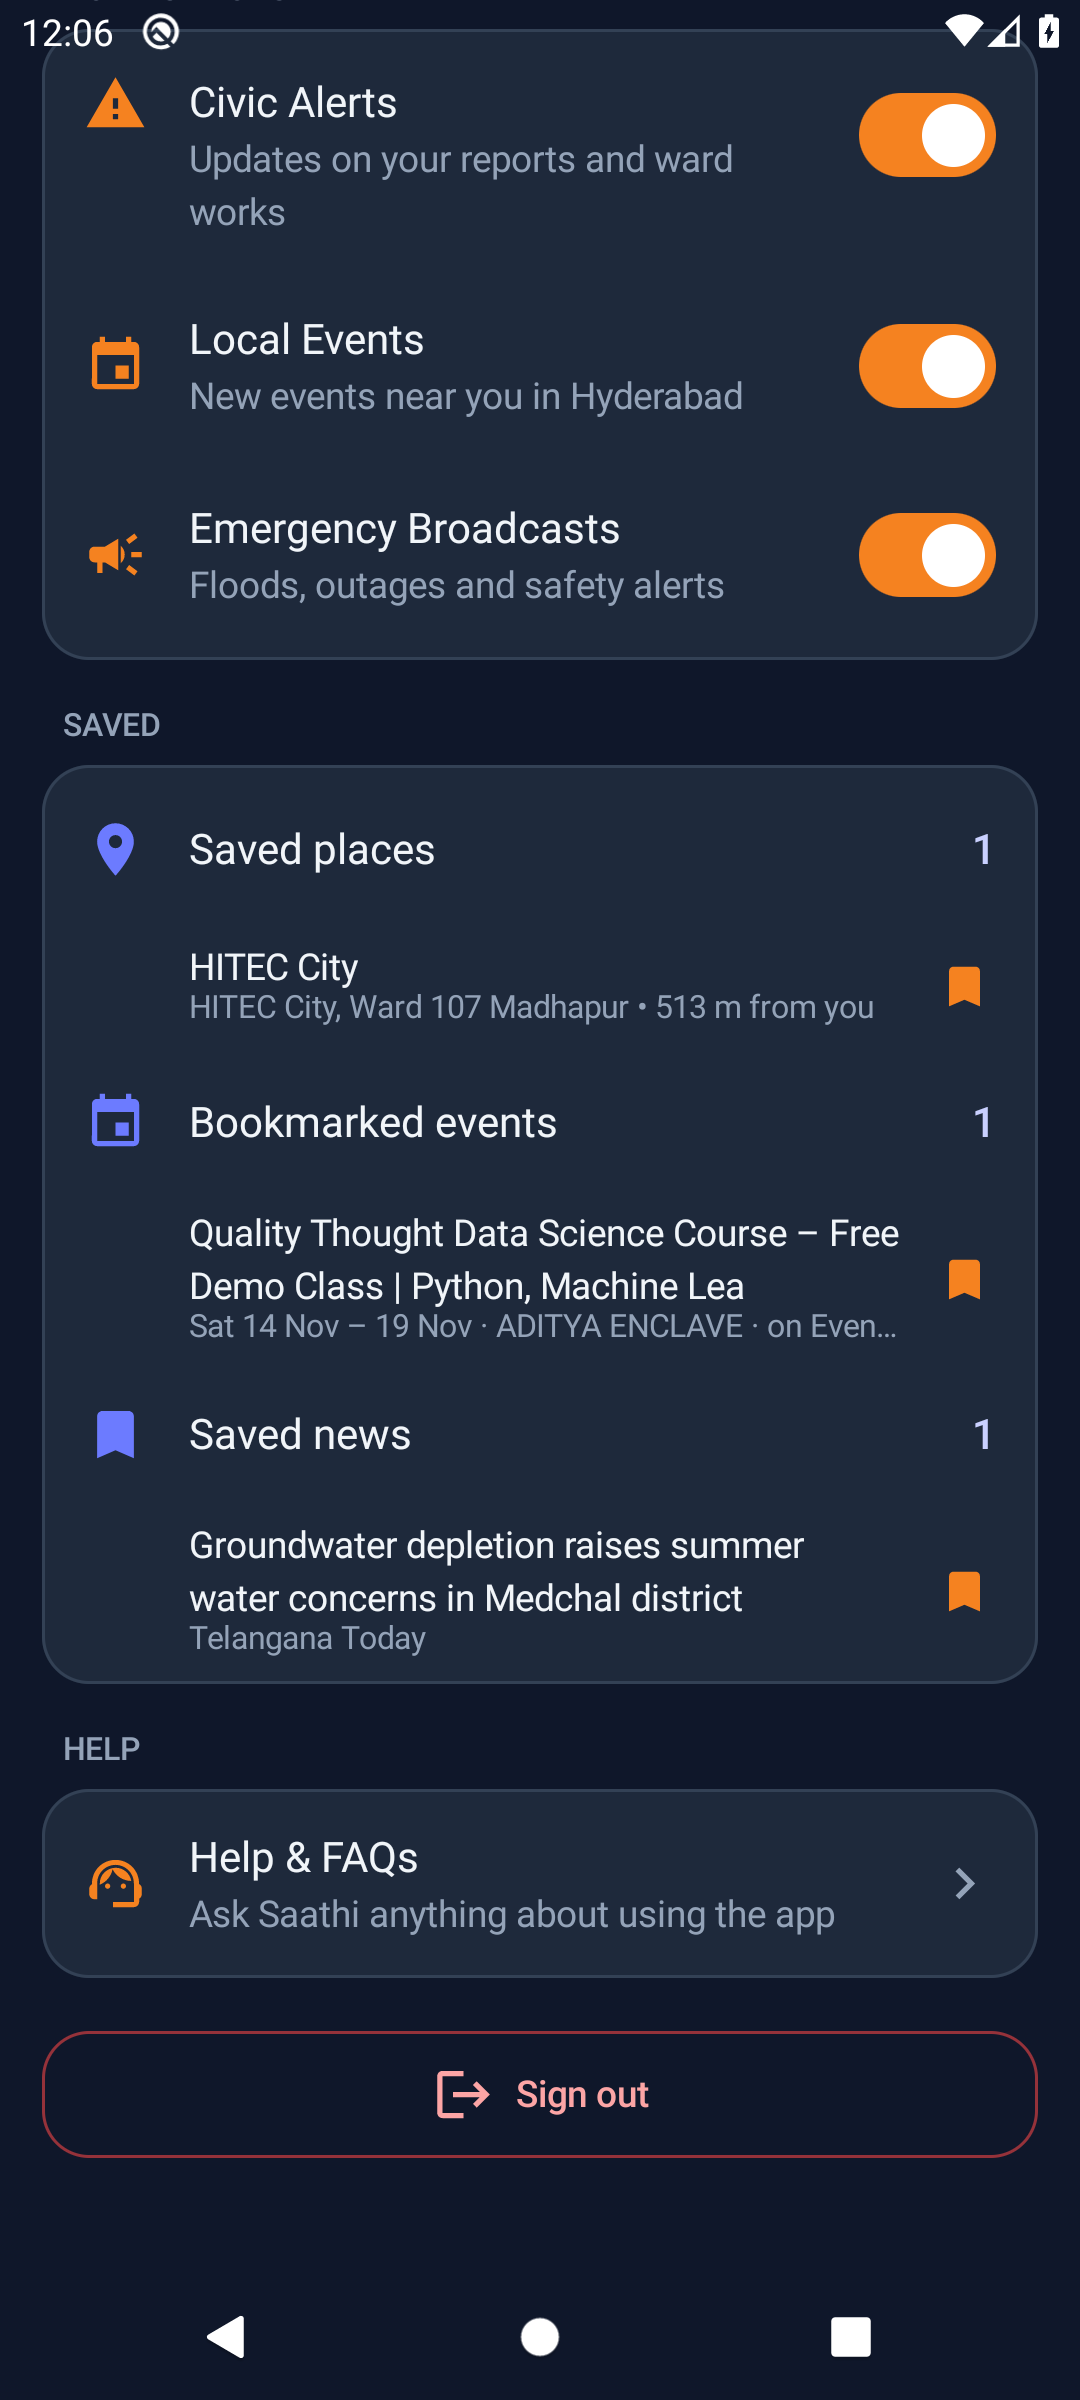 12:06
Civic Alerts
Updates on your reports and ward
works
Local Events
New events near you in Hyderabad
Emergency Broadcasts
Floods, outages and safety alerts
SAVED
Saved places 1
HITEC City
HITEC City, Ward 107 Madhapur • 513 m from you
Bookmarked events 1
Quality Thought Data Science Course – Free
Demo Class | Python, Machine Lea
Sat 14 Nov – 19 Nov · ADITYA ENCLAVE · on Even...
Saved news 1
Groundwater depletion raises summer
water concerns in Medchal district
Telangana Today
HELP
Help & FAQs
Ask Saathi anything about using the app
Sign out